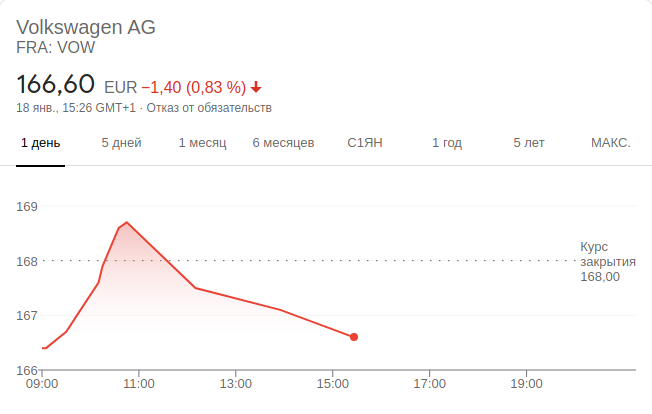 Volkswagen AG
FRA: VOW
166,60 EUR −1,40 (0,83 %)
18 янв., 15:26 GMT+1 · Отказ от обязательств
1 день 5 дней 1 месяц 6 месяцев С1ЯН 1 год 5 лет МАКС.
169
168
167
166
Курс
закрытия
168,00
09:00 11:00 13:00 15:00 17:00 19:00